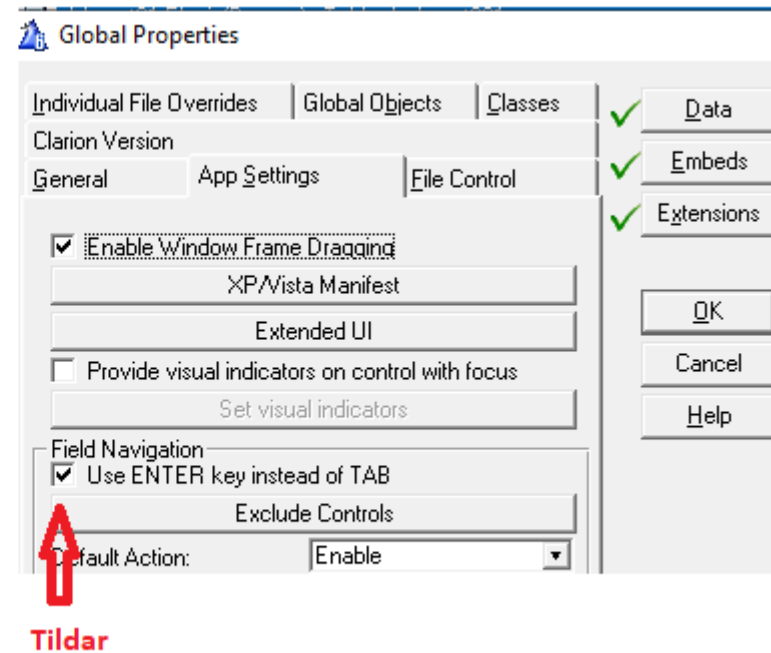 Global Properties
Individual File Overrides Global Objects Classes
Data
Clarion Version
Embeds
General App Settings File Control
Extensions
Enable Window Frame Dragging
XP/Vista Manifest
OK
Extended UI
Provide visual indicators on control with focus
Cancel
Set visual indicators
Help
Field Navigation
Use ENTER key instead of TAB
Exclude Controls
Action: Enable
Tildar